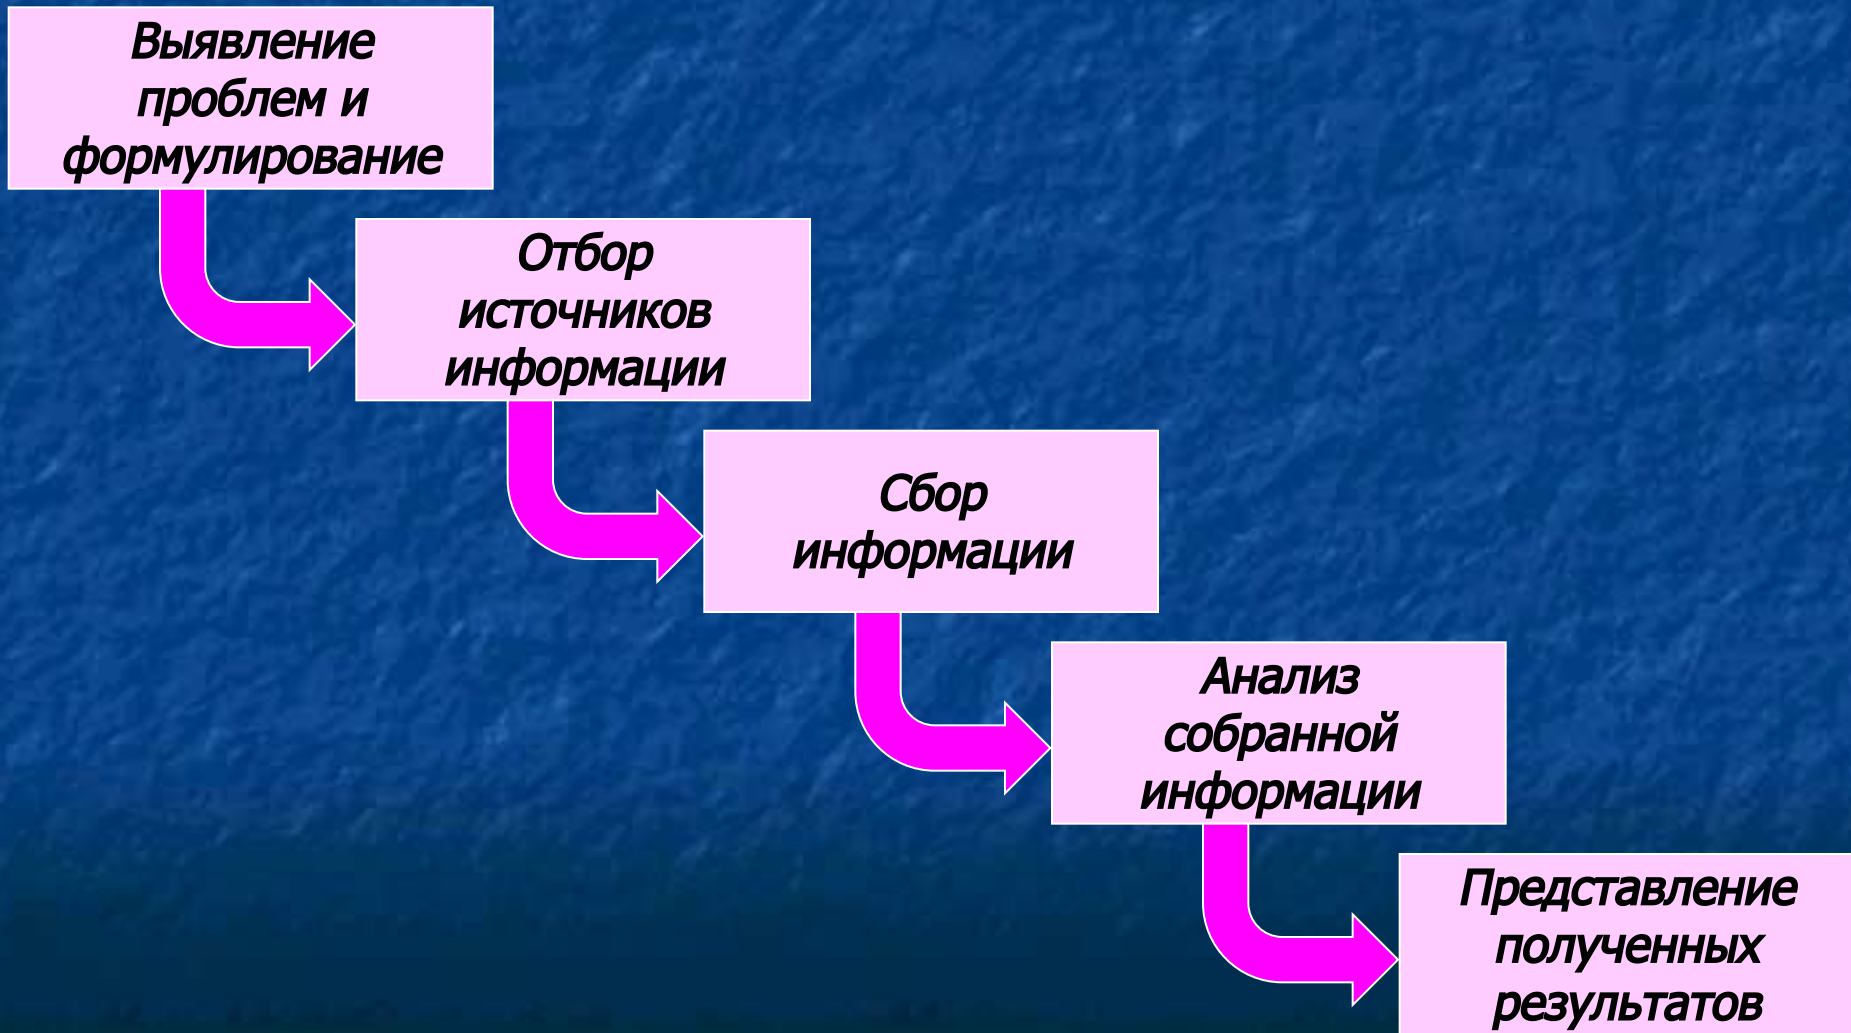 Выявление
проблем и
формулирование
Отбор
источников
информации
Сбор
информации
Анализ
собранной
информации
Представление
полученных
результатов